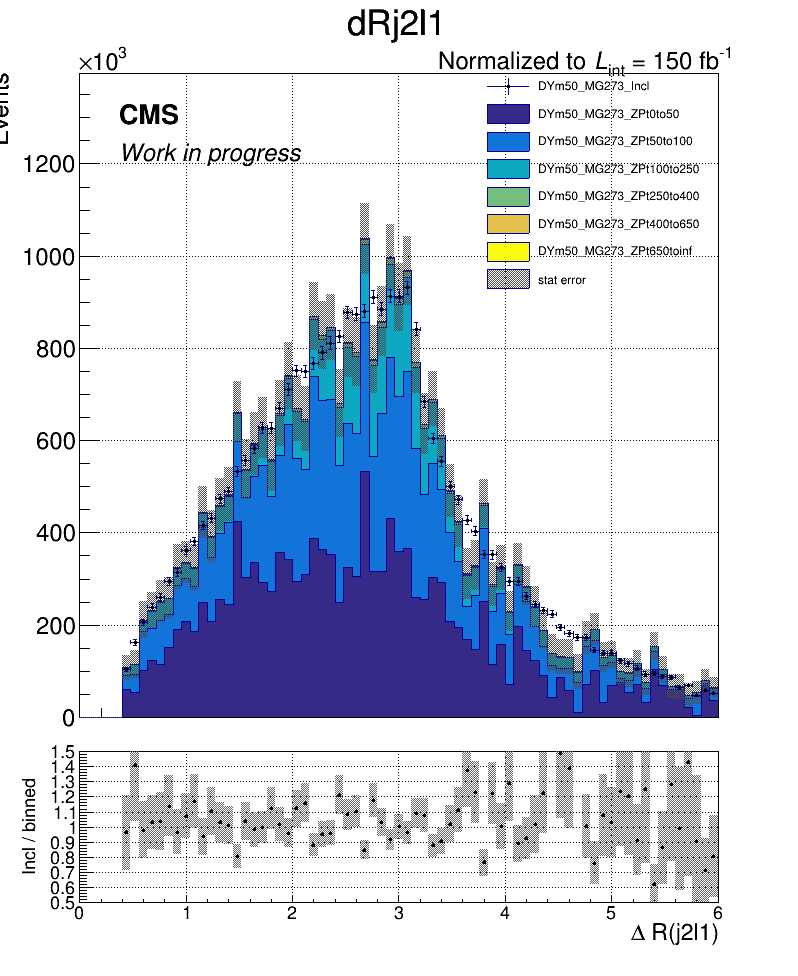 dRj2l1
×10³
Normalized to L_int = 150 fb⁻¹
Events
CMS
Work in progress
DYm50_MG273_Incl
DYm50_MG273_ZPt0to50
DYm50_MG273_ZPt50to100
DYm50_MG273_ZPt100to250
DYm50_MG273_ZPt250to400
DYm50_MG273_ZPt400to650
DYm50_MG273_ZPt650toinf
stat error
1200
1000
800
600
400
200
0
Incl / binned
1.5
1.4
1.3
1.2
1.1
1
0.9
0.8
0.7
0.6
0.5
0 1 2 3 4 5 6
Δ R(j2l1)